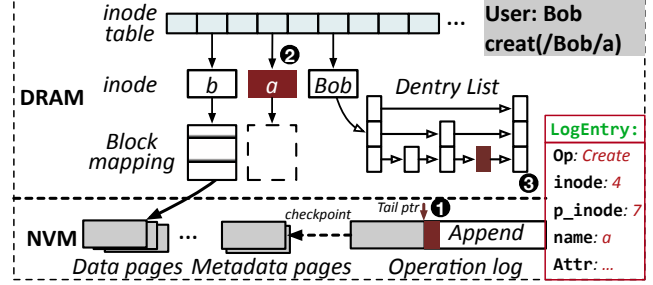 inode table
...
User: Bob
creat(/Bob/a)
❷
DRAM
inode
b
a
Bob
Dentry List
Block mapping
LogEntry:
Op: Create
inode: 4
p_inode: 7
name: a
Attr: ...
❸
NVM
checkpoint
Tail ptr
❶
...
Append
Data pages
Metadata pages
Operation log